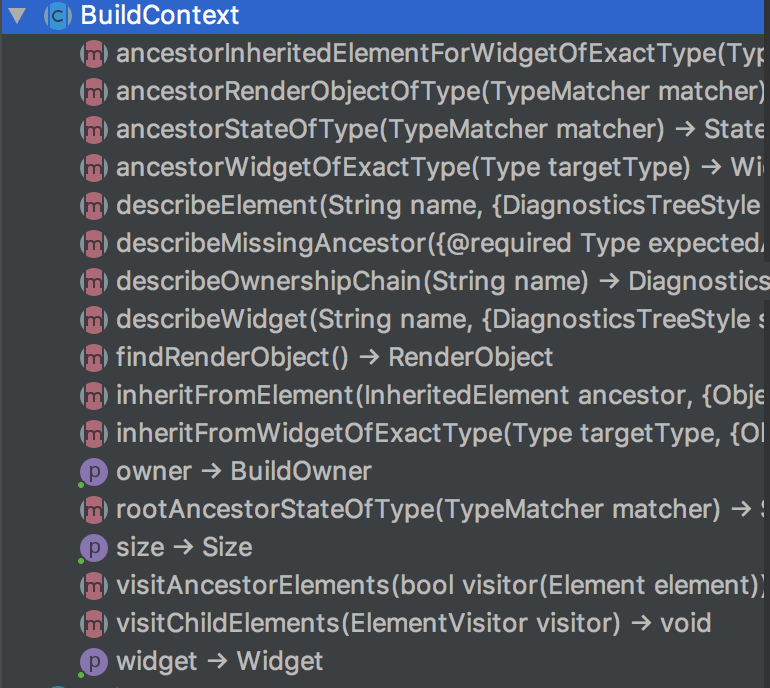 BuildContext
ancestorInheritedElementForWidgetOfExactType(Typ
ancestorRenderObjectOfType(TypeMatcher matcher)
ancestorStateOfType(TypeMatcher matcher) → State
ancestorWidgetOfExactType(Type targetType) → Wi
describeElement(String name, {DiagnosticsTreeStyle
describeMissingAncestor({@required Type expectedA
describeOwnershipChain(String name) → Diagnostics
describeWidget(String name, {DiagnosticsTreeStyle s
findRenderObject() → RenderObject
inheritFromElement(InheritedElement ancestor, {Obje
inheritFromWidgetOfExactType(Type targetType, {Ob
owner → BuildOwner
rootAncestorStateOfType(TypeMatcher matcher) → S
size → Size
visitAncestorElements(bool visitor(Element element))
visitChildElements(ElementVisitor visitor) → void
widget → Widget